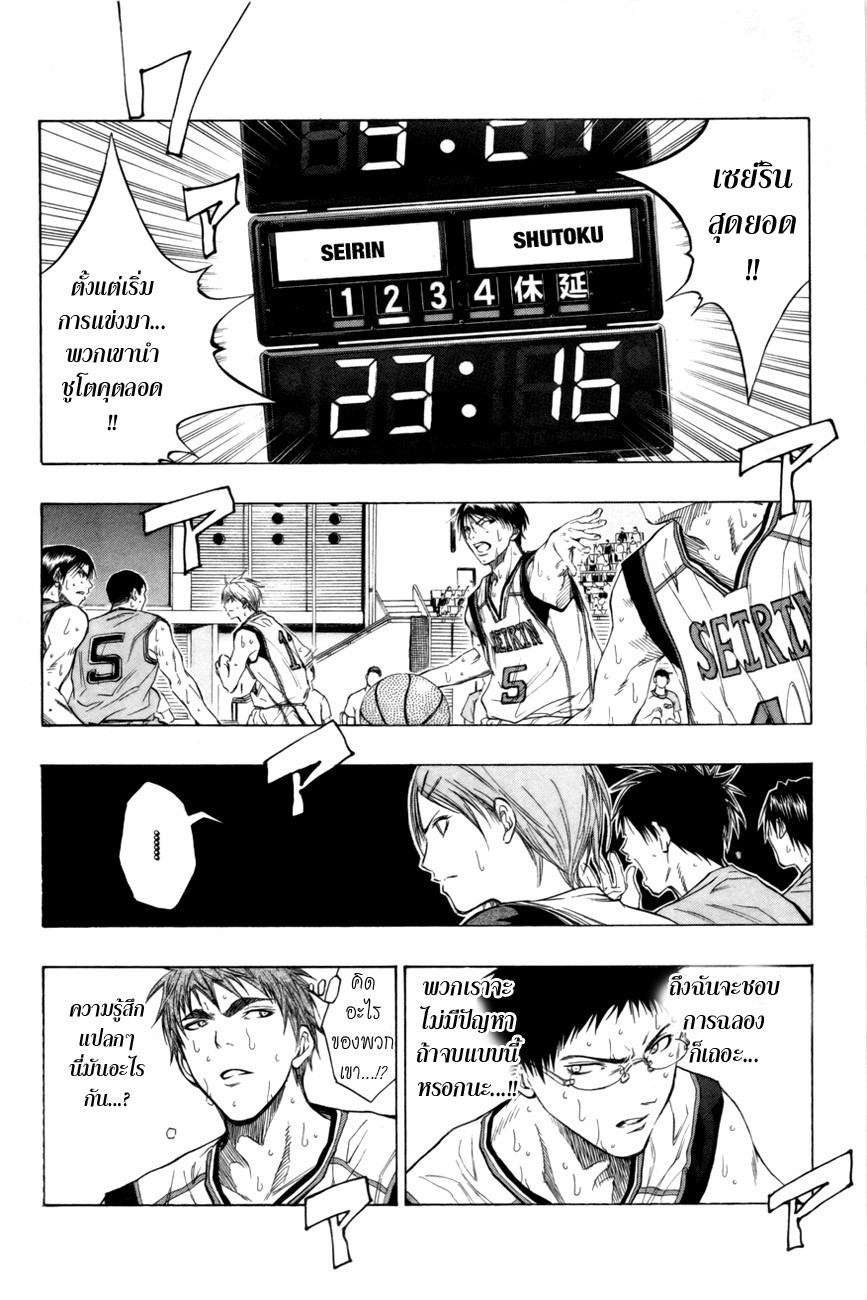 ワ
ア
5:21
SEIRIN
SHUTOKU
1 2 3 4 休 延
23:16
เซย์ริน
สุดยอด
!!
ตั้งแต่เริ่ม
การแข่งมา...
พวกเขานำ
ชูโตคุตลอด
!!
ア
ア
5
1
SEIRIN
5
SEIRIN
4
ア
ถึงฉันจะชอบ
การฉลอง
ก็เถอะ...
พวกเราจะ
ไม่มีปัญหา
ถ้าจบแบบนี้
หรอกนะ...!!
คิด
อะไร
ของพวก
เขา...!?
ความรู้สึก
แปลกๆ
นี่มันอะไร
กัน...?
ア
ア